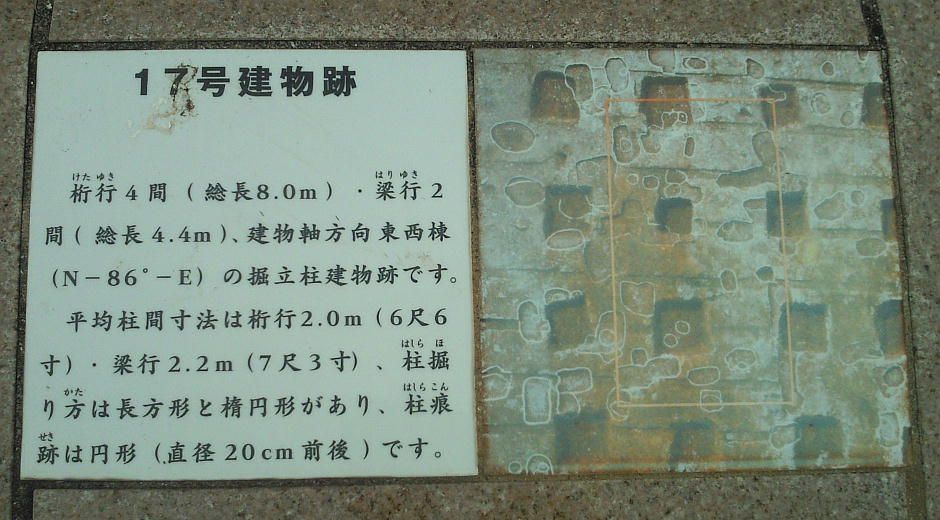 17号建物跡
けた ゆき はり ゆき
桁行4間(総長8.0m)・梁行2
間(総長4.4m)、建物軸方向東西棟
(N−86°−E)の掘立柱建物跡です。
平均柱間寸法は桁行2.0m(6尺6
はしら ほ
寸)・梁行2.2m(7尺3寸)、柱掘
かた はしら こん
り方は長方形と楕円形があり、柱痕
せき
跡は円形(直径20cm前後)です。